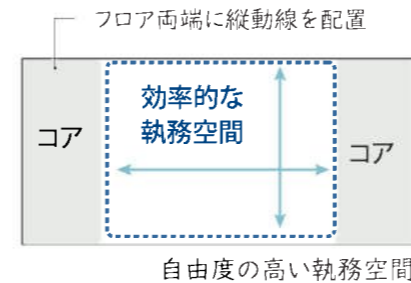 フロア両端に縦動線を配置
効率的な
執務空間
コア
コア
自由度の高い執務空間